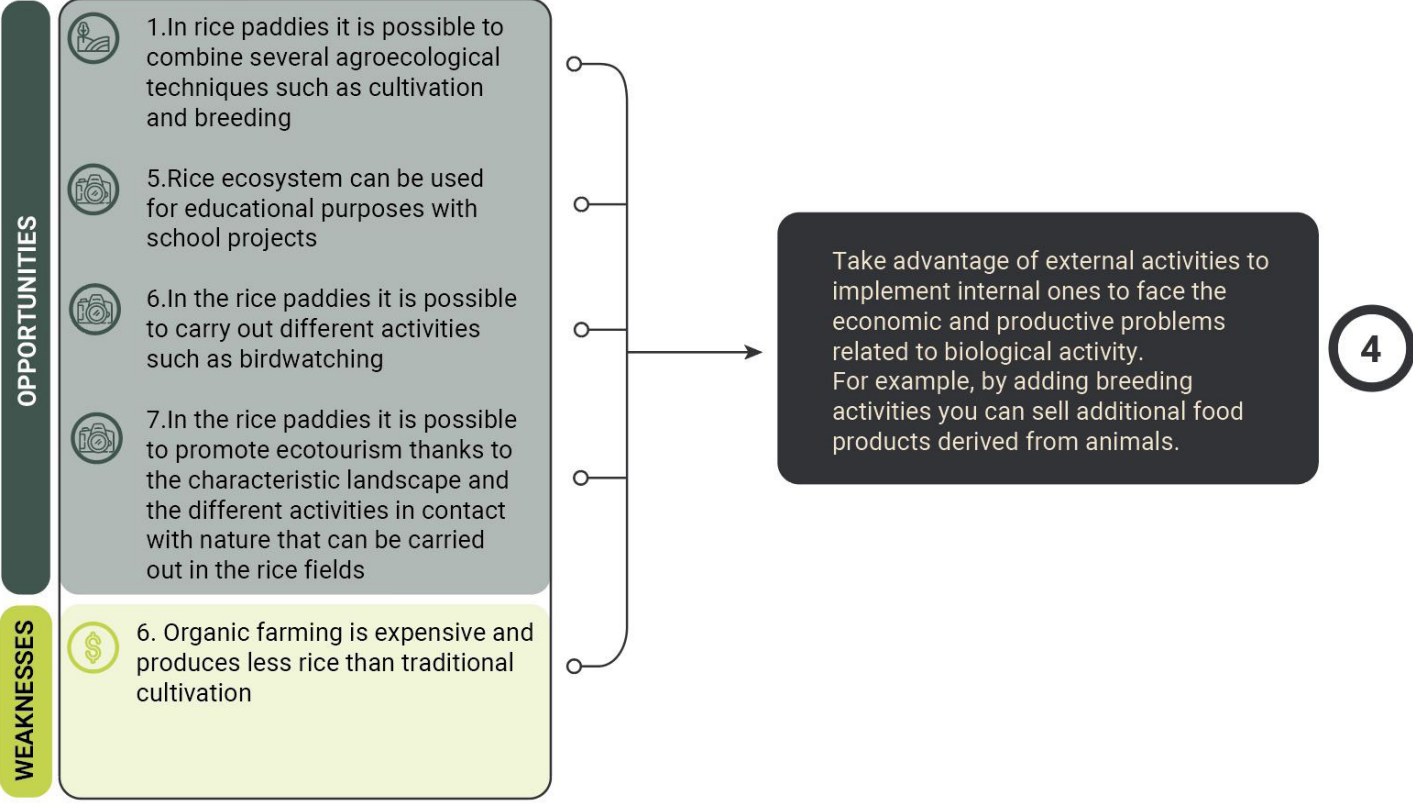 OPPORTUNITIES
1.In rice paddies it is possible to
combine several agroecological
techniques such as cultivation
and breeding
5.Rice ecosystem can be used
for educational purposes with
school projects
6.In the rice paddies it is possible
to carry out different activities
such as birdwatching
7.In the rice paddies it is possible
to promote ecotourism thanks to
the characteristic landscape and
the different activities in contact
with nature that can be carried
out in the rice fields
WEAKNESSES
$
6. Organic farming is expensive and
produces less rice than traditional
cultivation
Take advantage of external activities to
implement internal ones to face the
economic and productive problems
related to biological activity.
For example, by adding breeding
activities you can sell additional food
products derived from animals.
4